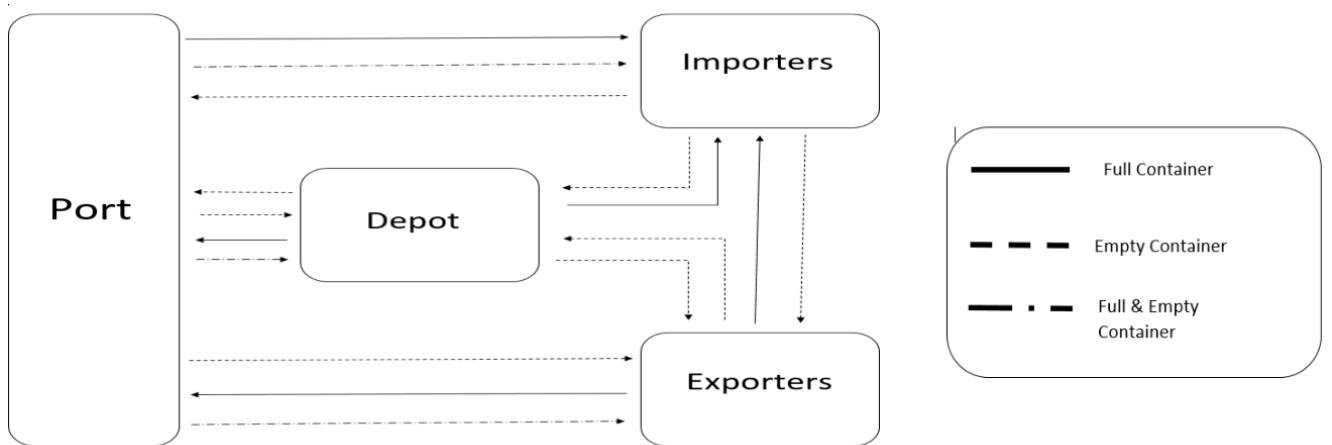 Port
Importers
Depot
Exporters
Full Container
Empty Container
Full & Empty
Container